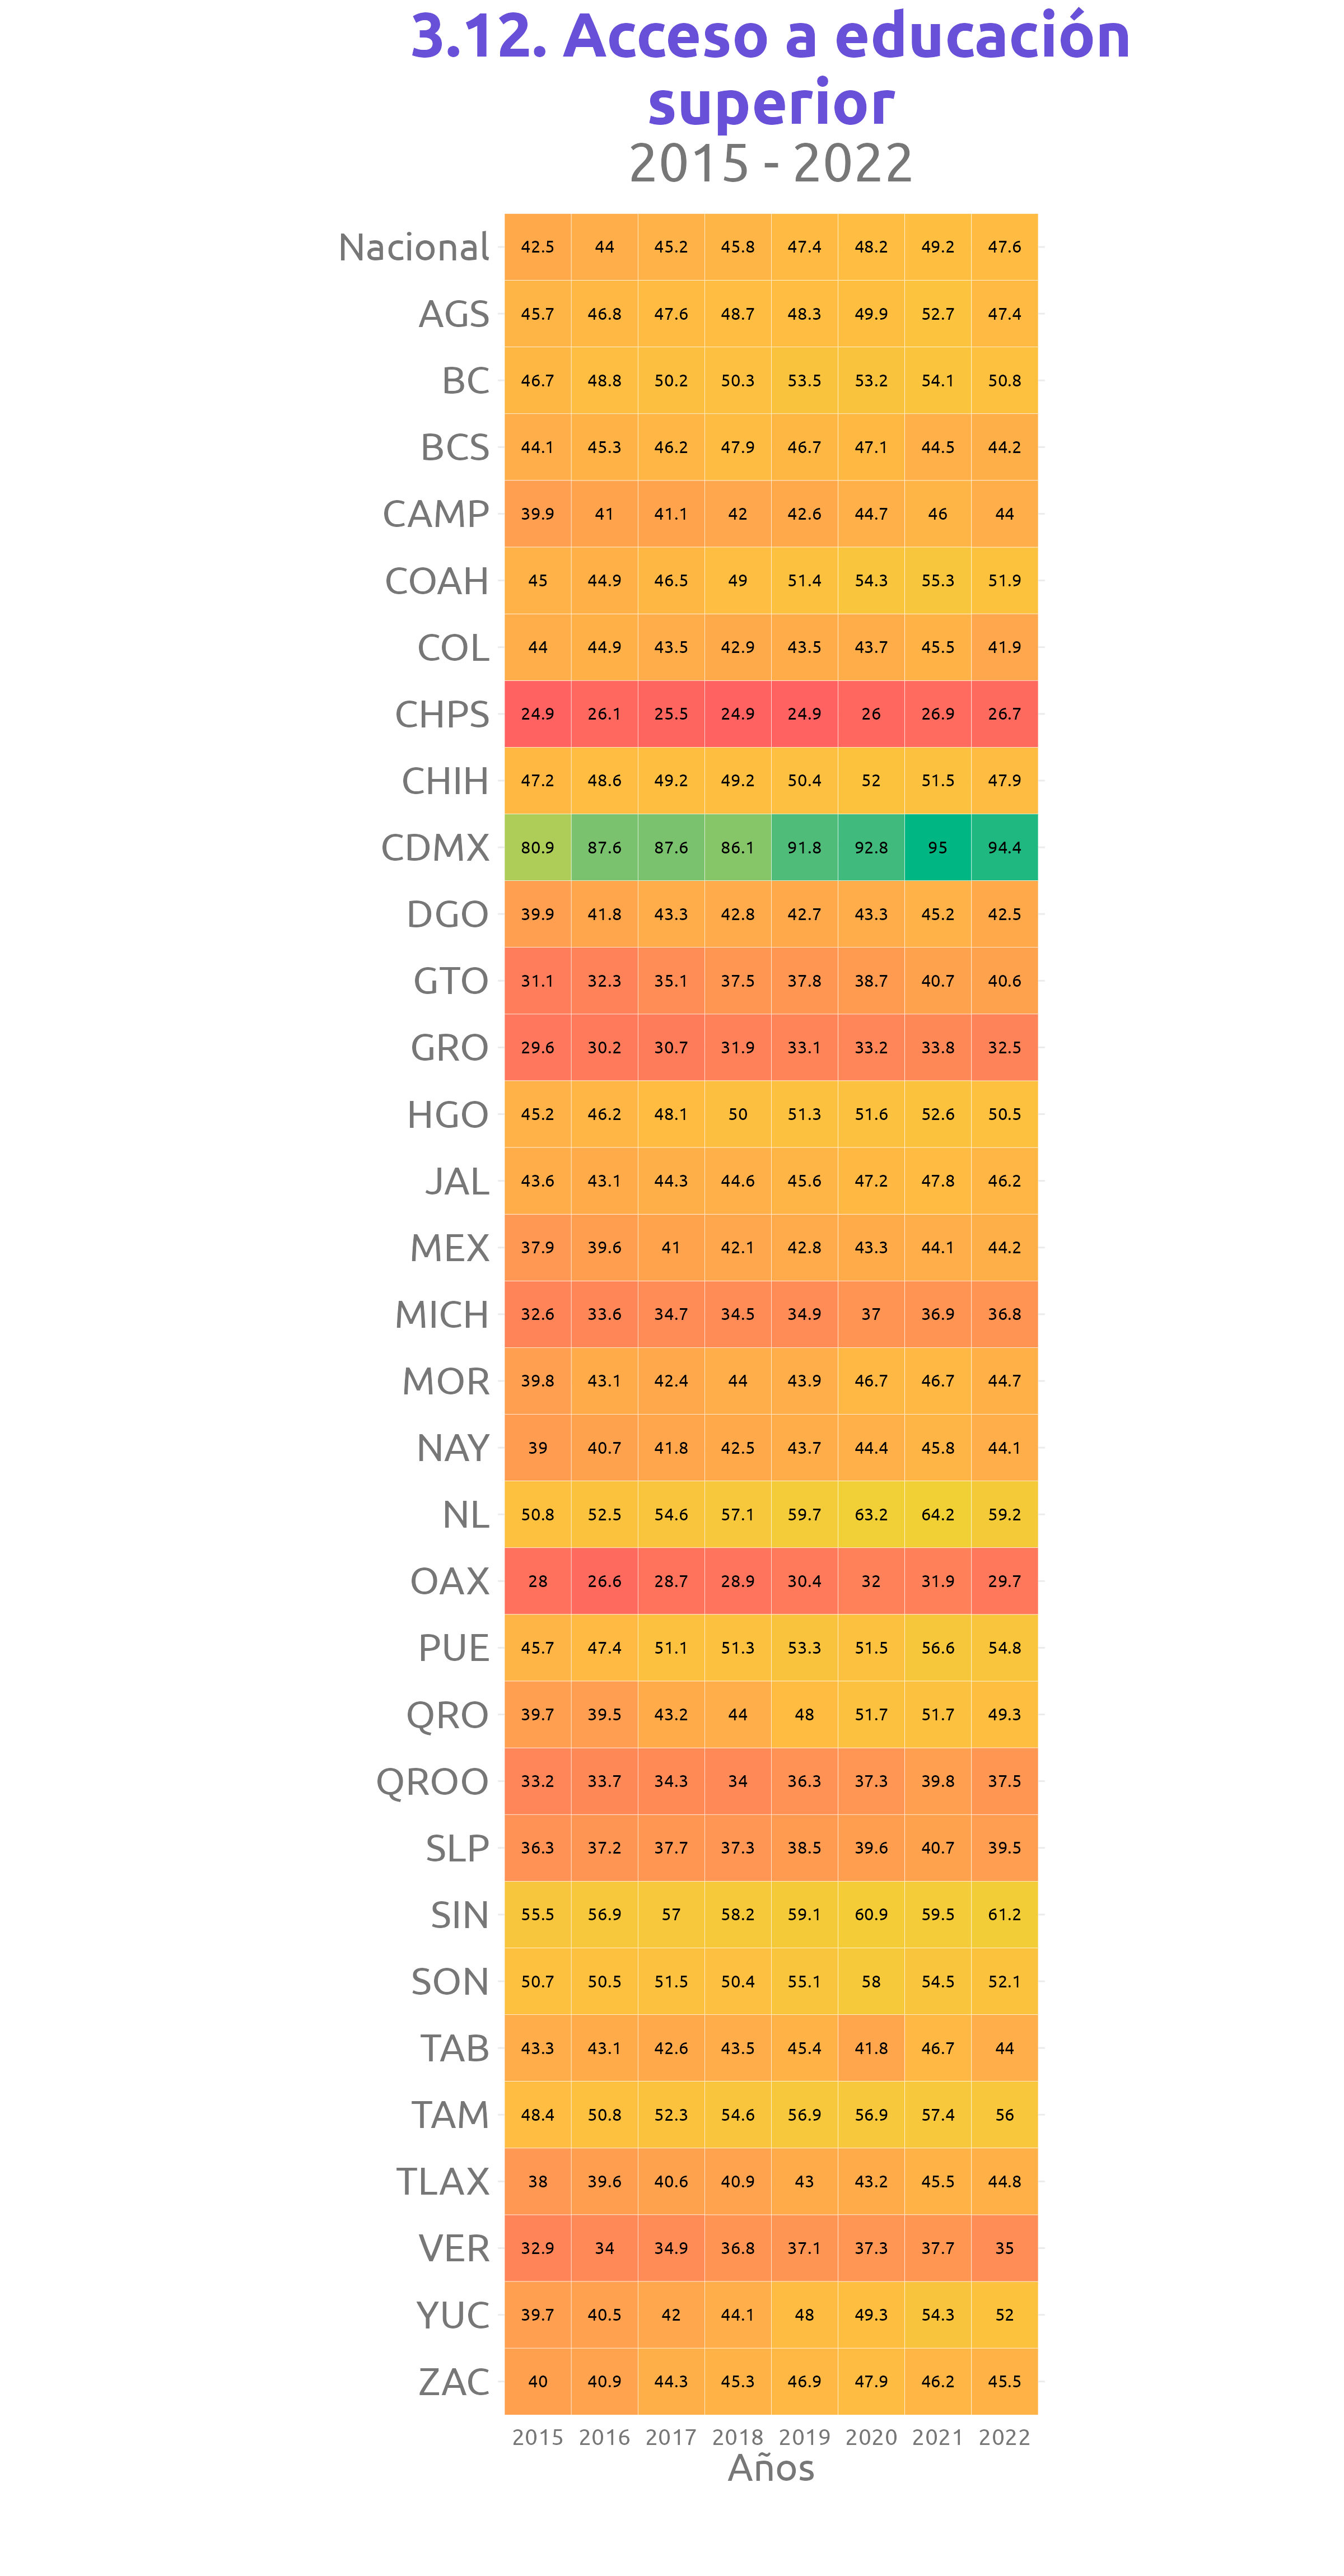 3.12. Acceso a educación
superior
2015 - 2022
Nacional 42.5 44 45.2 45.8 47.4 48.2 49.2 47.6
AGS 45.7 46.8 47.6 48.7 48.3 49.9 52.7 47.4
BC 46.7 48.8 50.2 50.3 53.5 53.2 54.1 50.8
BCS 44.1 45.3 46.2 47.9 46.7 47.1 44.5 44.2
CAMP 39.9 41 41.1 42 42.6 44.7 46 44
COAH 45 44.9 46.5 49 51.4 54.3 55.3 51.9
COL 44 44.9 43.5 42.9 43.5 43.7 45.5 41.9
CHPS 24.9 26.1 25.5 24.9 24.9 26 26.9 26.7
CHIH 47.2 48.6 49.2 49.2 50.4 52 51.5 47.9
CDMX 80.9 87.6 87.6 86.1 91.8 92.8 95 94.4
DGO 39.9 41.8 43.3 42.8 42.7 43.3 45.2 42.5
GTO 31.1 32.3 35.1 37.5 37.8 38.7 40.7 40.6
GRO 29.6 30.2 30.7 31.9 33.1 33.2 33.8 32.5
HGO 45.2 46.2 48.1 50 51.3 51.6 52.6 50.5
JAL 43.6 43.1 44.3 44.6 45.6 47.2 47.8 46.2
MEX 37.9 39.6 41 42.1 42.8 43.3 44.1 44.2
MICH 32.6 33.6 34.7 34.5 34.9 37 36.9 36.8
MOR 39.8 43.1 42.4 44 43.9 46.7 46.7 44.7
NAY 39 40.7 41.8 42.5 43.7 44.4 45.8 44.1
NL 50.8 52.5 54.6 57.1 59.7 63.2 64.2 59.2
OAX 28 26.6 28.7 28.9 30.4 32 31.9 29.7
PUE 45.7 47.4 51.1 51.3 53.3 51.5 56.6 54.8
QRO 39.7 39.5 43.2 44 48 51.7 51.7 49.3
QROO 33.2 33.7 34.3 34 36.3 37.3 39.8 37.5
SLP 36.3 37.2 37.7 37.3 38.5 39.6 40.7 39.5
SIN 55.5 56.9 57 58.2 59.1 60.9 59.5 61.2
SON 50.7 50.5 51.5 50.4 55.1 58 54.5 52.1
TAB 43.3 43.1 42.6 43.5 45.4 41.8 46.7 44
TAM 48.4 50.8 52.3 54.6 56.9 56.9 57.4 56
TLAX 38 39.6 40.6 40.9 43 43.2 45.5 44.8
VER 32.9 34 34.9 36.8 37.1 37.3 37.7 35
YUC 39.7 40.5 42 44.1 48 49.3 54.3 52
ZAC 40 40.9 44.3 45.3 46.9 47.9 46.2 45.5
2015 2016 2017 2018 2019 2020 2021 2022
Años